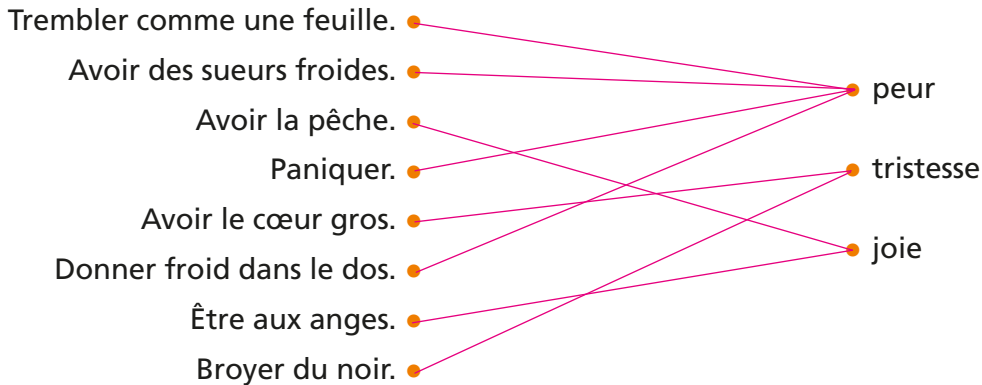 Trembler comme une feuille.
Avoir des sueurs froides.
Avoir la pêche.
Paniquer.
Avoir le cœur gros.
Donner froid dans le dos.
Être aux anges.
Broyer du noir.
peur
tristesse
joie